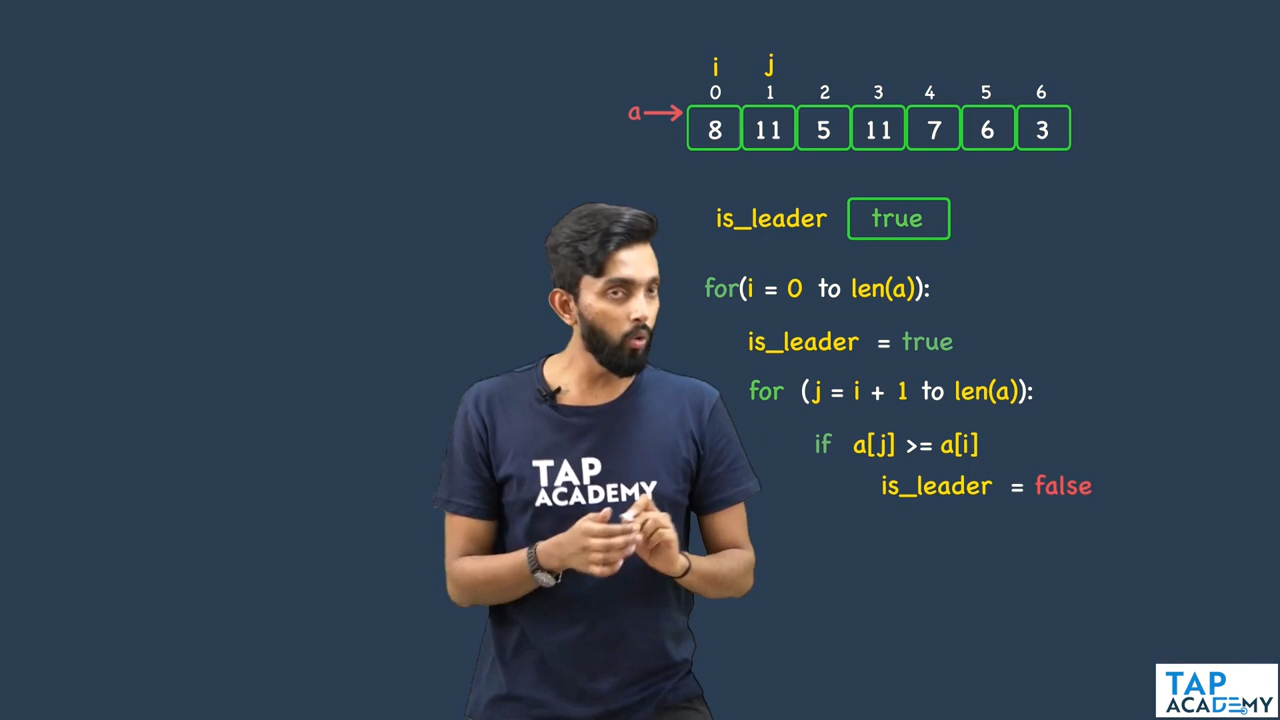 i j
0 1 2 3 4 5 6
a
8 11 5 11 7 6 3
is_leader true
for(i = 0 to len(a)):
is_leader = true
for (j = i + 1 to len(a)):
if a[j] >= a[i]
is_leader = false
TAP
ACADEMY
TAP
ACADEMY